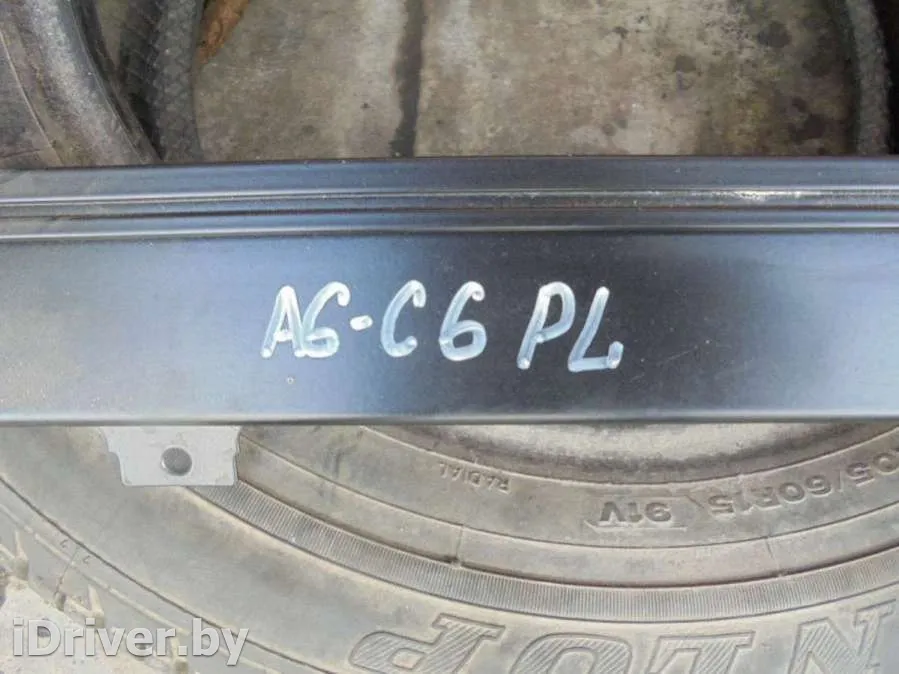 A6-C6 PL
RADIAL
05/60R15 91V
NLOP
iDriver.by